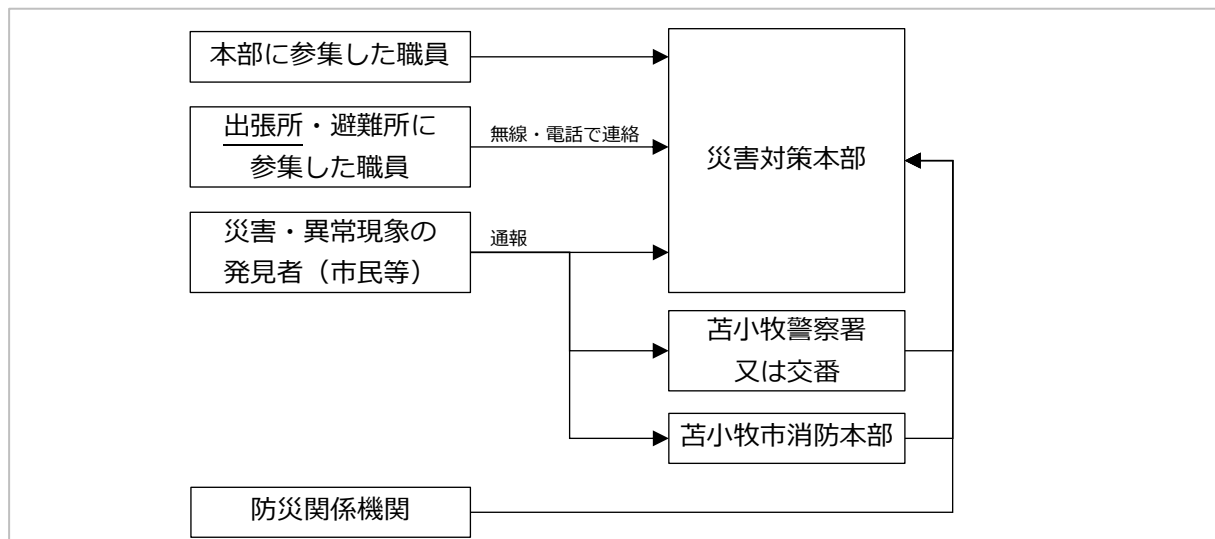 本部に参集した職員
出張所・避難所に
参集した職員
無線・電話で連絡
災害対策本部
災害・異常現象の
発見者（市民等）
通報
苫小牧警察署
又は交番
苫小牧市消防本部
防災関係機関